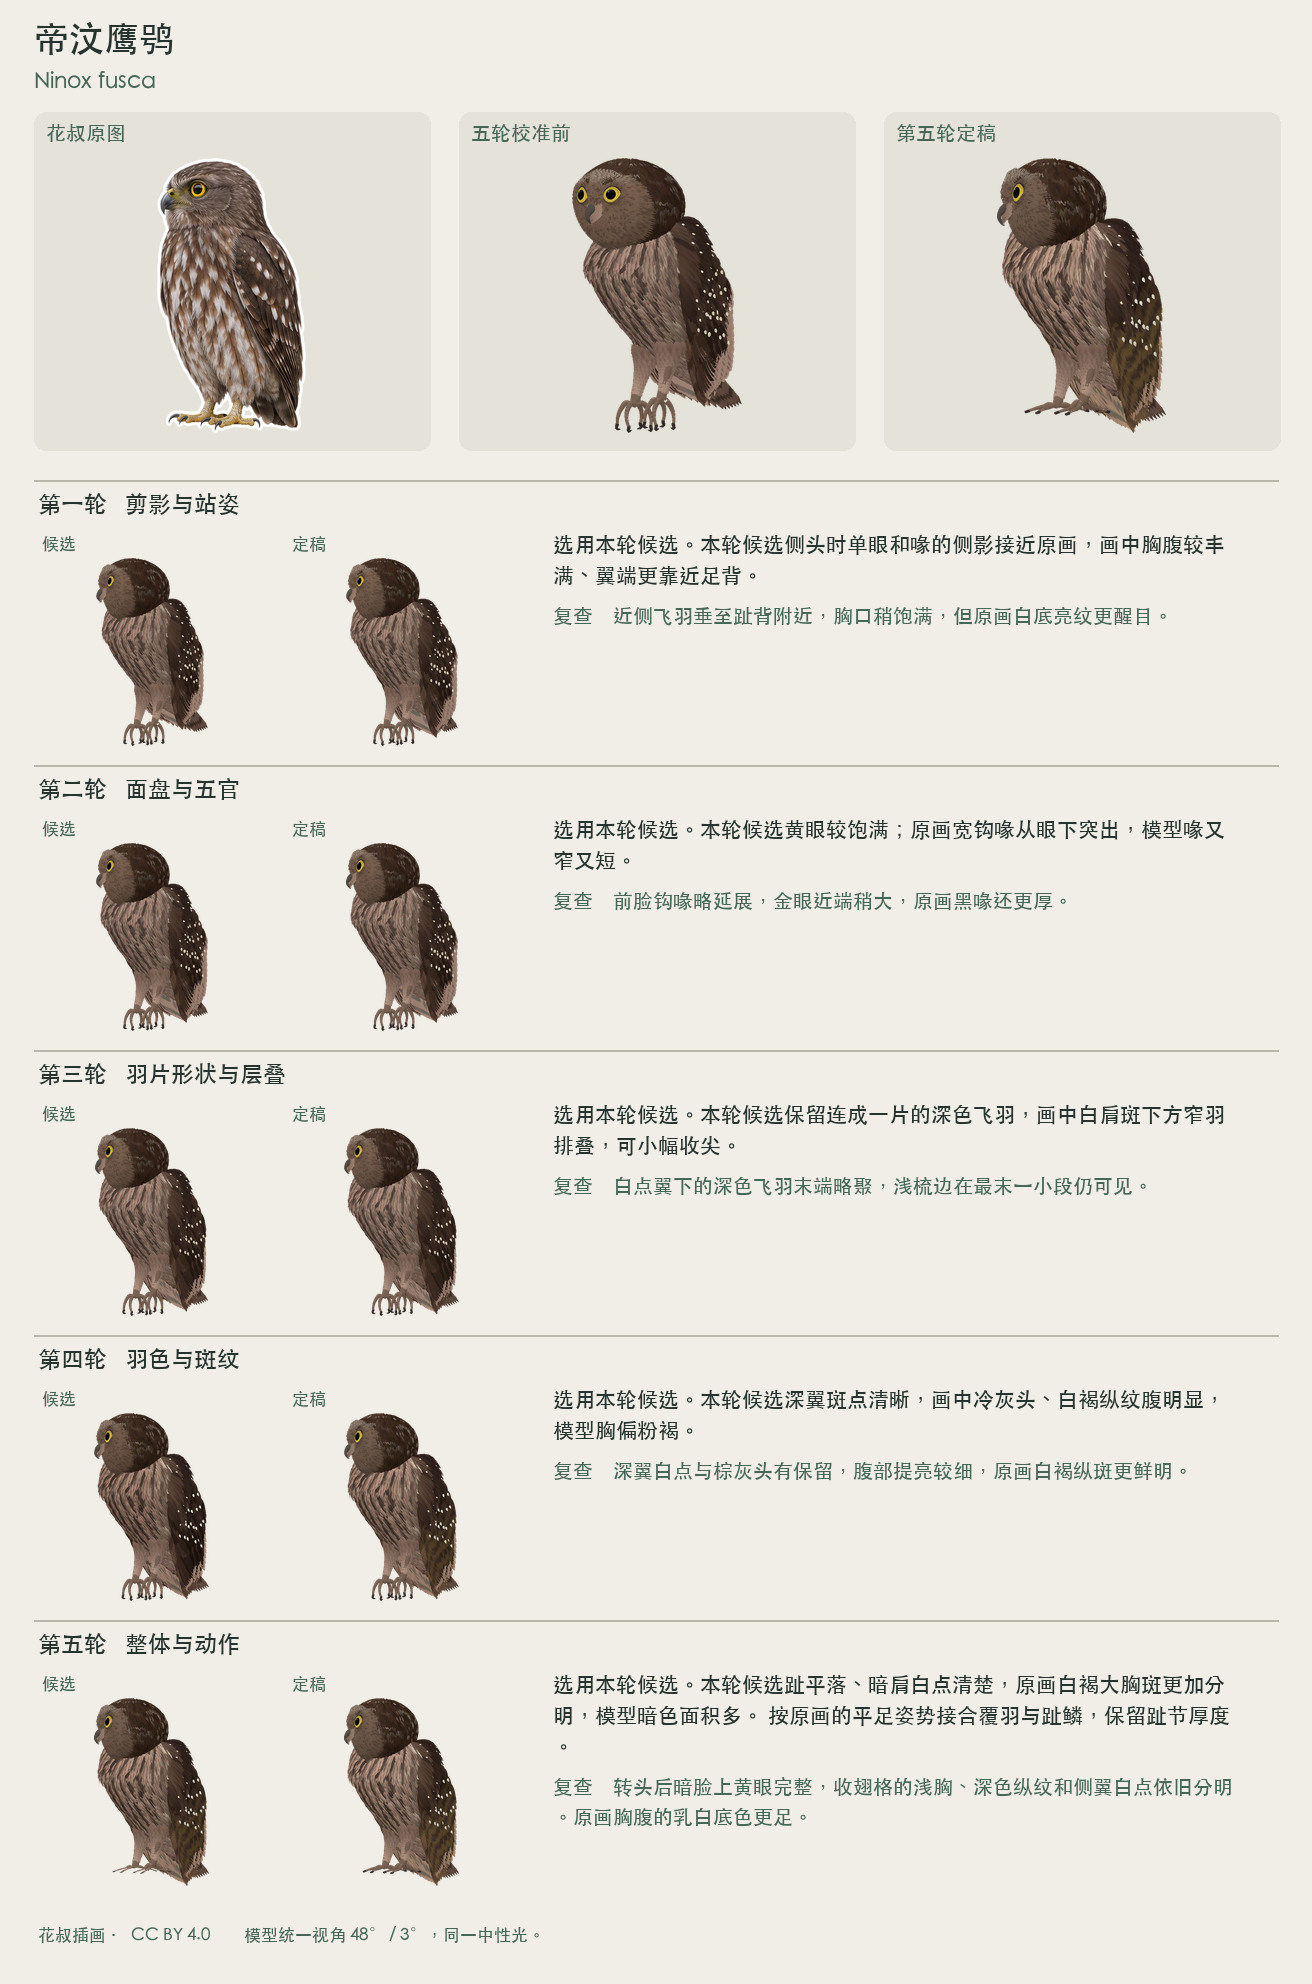 帝汶鹰鸮
Ninox fusca
花叔原图
五轮校准前
第五轮定稿
第一轮 剪影与站姿
候选
定稿
选用本轮候选。本轮候选侧头时单眼和喙的侧影接近原画，画中胸腹较丰
满、翼端更靠近足背。
复查 近侧飞羽垂至趾背附近，胸口稍饱满，但原画白底亮纹更醒目。
第二轮 面盘与五官
候选
定稿
选用本轮候选。本轮候选黄眼较饱满；原画宽钩喙从眼下突出，模型喙又
窄又短。
复查 前脸钩喙略延展，金眼近端稍大，原画黑喙还更厚。
第三轮 羽片形状与层叠
候选
定稿
选用本轮候选。本轮候选保留连成一片的深色飞羽，画中白肩斑下方窄羽
排叠，可小幅收尖。
复查 白点翼下的深色飞羽末端略聚，浅梳边在最末一小段仍可见。
第四轮 羽色与斑纹
候选
定稿
选用本轮候选。本轮候选深翼斑点清晰，画中冷灰头、白褐纵纹腹明显，
模型胸偏粉褐。
复查 深翼白点与棕灰头有保留，腹部提亮较细，原画白褐纵斑更鲜明。
第五轮 整体与动作
候选
定稿
选用本轮候选。本轮候选趾平落、暗肩白点清楚，原画白褐大胸斑更加分
明，模型暗色面积多。 按原画的平足姿势接合覆羽与趾鳞，保留趾节厚度
。
复查 转头后暗脸上黄眼完整，收翅格的浅胸、深色纵纹和侧翼白点依旧分明
。原画胸腹的乳白底色更足。
花叔插画 · CC BY 4.0 模型统一视角 48° / 3°，同一中性光。